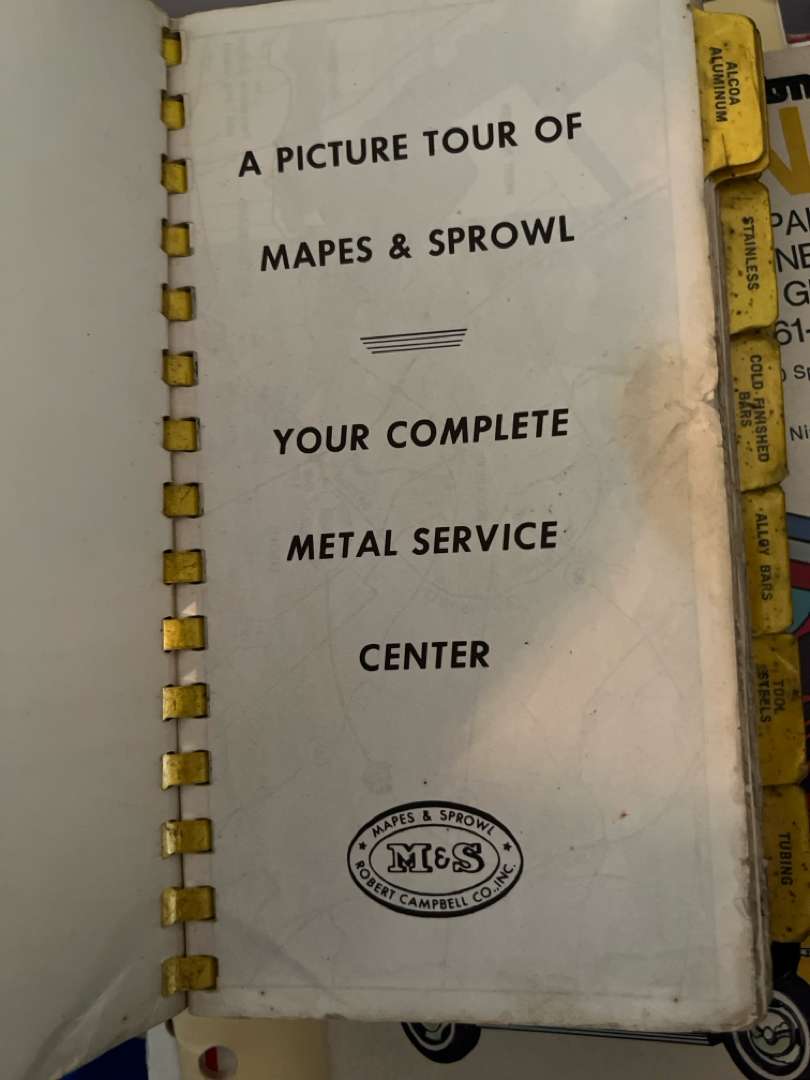 A PICTURE TOUR OF
MAPES & SPROWL
YOUR COMPLETE
METAL SERVICE
CENTER
MAPES & SPROWL
M&S
ROBERT CAMPBELL CO., INC.
ALCOA
ALUMINUM
STAINLESS
COLD FINISHED
BARS
ALLOY BARS
TOOL
STEELS
TUBING